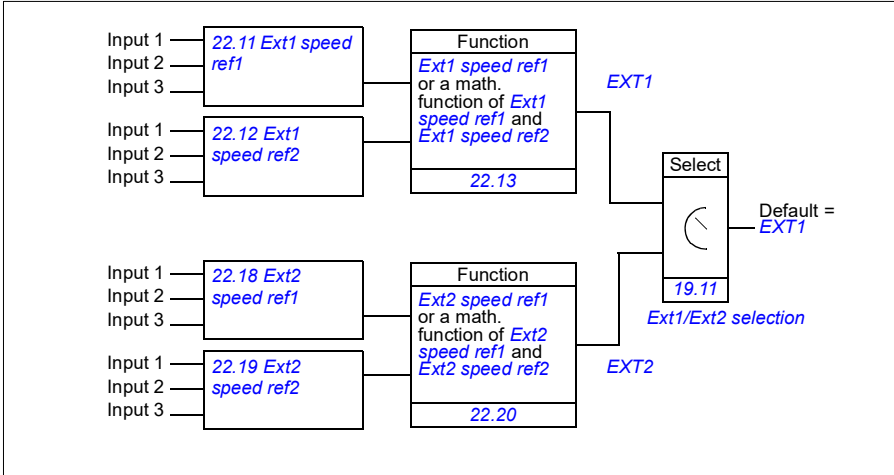 Input 1
Input 2
Input 3
22.11 Ext1 speed
ref1
Input 1
Input 2
Input 3
22.12 Ext1
speed ref2
Function
Ext1 speed ref1
or a math.
function of Ext1
speed ref1 and
Ext1 speed ref2
22.13
EXT1
Input 1
Input 2
Input 3
22.18 Ext2
speed ref1
Input 1
Input 2
Input 3
22.19 Ext2
speed ref2
Function
Ext2 speed ref1
or a math.
function of Ext2
speed ref1 and
Ext2 speed ref2
22.20
EXT2
Select
19.11
Ext1/Ext2 selection
Default =
EXT1